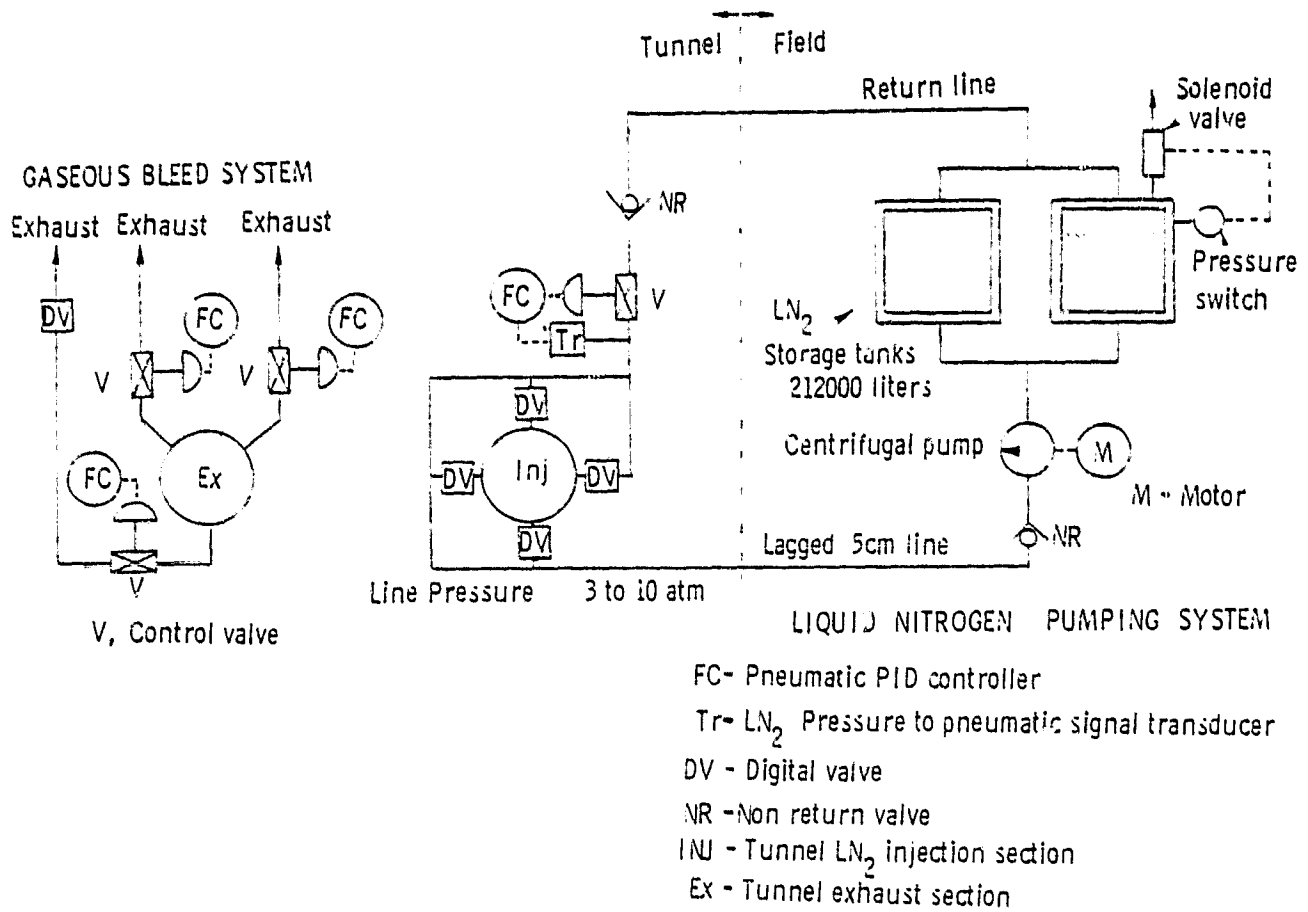 Tunnel Field
Return line
Solenoid
valve
GASEOUS BLEED SYSTEM
Exhaust Exhaust Exhaust
NR
DV
FC
FC
FC
V
Tr
V
V
Pressure
switch
LN2
Storage tanks
212000 liters
DV
Centrifugal pump
M
FC
Ex
DV
Inj
DV
M - Motor
DV
NR
Lagged 5cm line
V
Line Pressure 3 to 10 atm
V, Control valve
LIQUID NITROGEN PUMPING SYSTEM
FC- Pneumatic PID controller
Tr- LN2 Pressure to pneumatic signal transducer
DV - Digital valve
NR -Non return valve
INJ - Tunnel LN2 injection section
Ex - Tunnel exhaust section